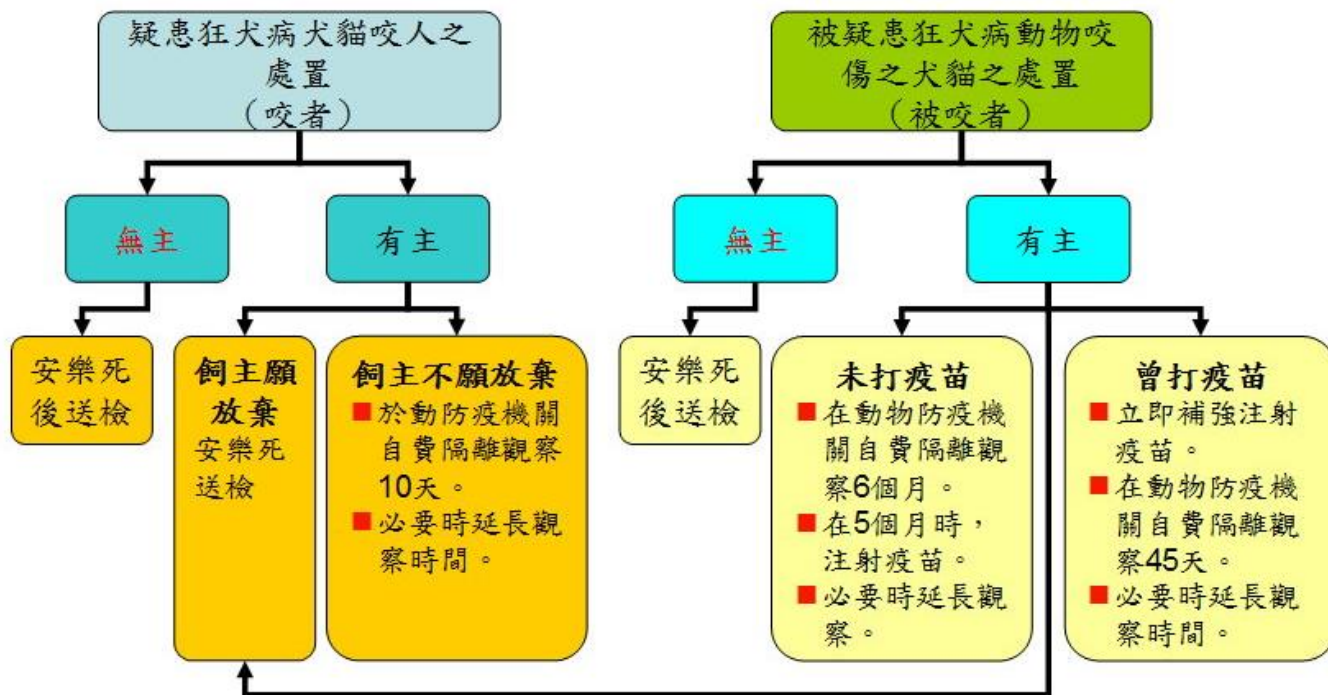 疑患狂犬病犬貓咬人之
處置
（咬者）
無主
有主
安樂死
後送檢
飼主願
放棄
安樂死
送檢
飼主不願放棄
■於動防疫機關
自費隔離觀察
10天。
■必要時延長觀
察時間。
被疑患狂犬病動物咬
傷之犬貓之處置
（被咬者）
無主
有主
安樂死
後送檢
未打疫苗
■在動物防疫機
關自費隔離觀
察6個月。
■在5個月時，
注射疫苗。
■必要時延長觀
察。
曾打疫苗
■立即補強注射
疫苗。
■在動物防疫機
關自費隔離觀
察45天。
■必要時延長觀
察時間。